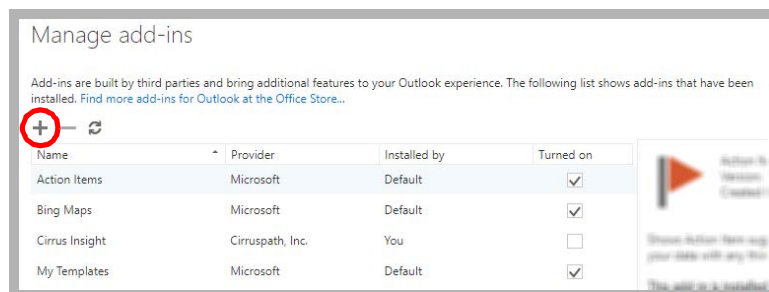 Manage add-ins
Add-ins are built by third parties and bring additional features to your Outlook experience. The following list shows add-ins that have been
installed. Find more add-ins for Outlook at the Office Store...
Name Provider Installed by Turned on
Action Items Microsoft Default
Bing Maps Microsoft Default
Cirrus Insight Cirruspath, Inc. You
My Templates Microsoft Default